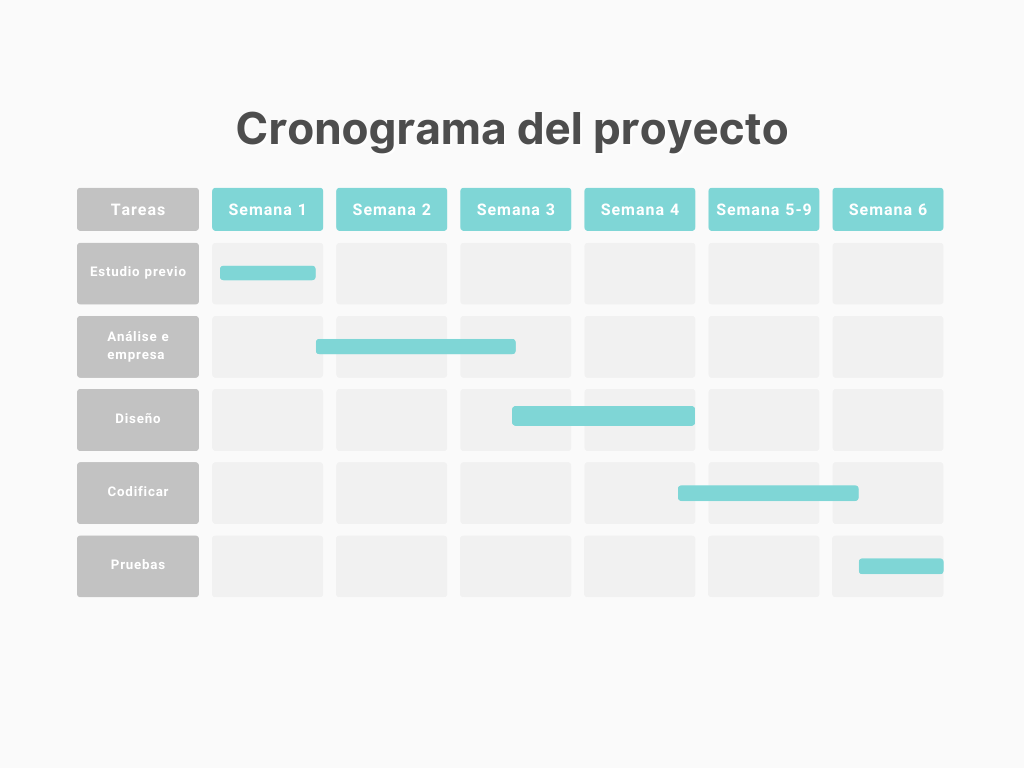 Cronograma del proyecto
Tareas
Semana 1
Semana 2
Semana 3
Semana 4
Semana 5-9
Semana 6
Estudio previo
Análise e
empresa
Diseño
Codificar
Pruebas